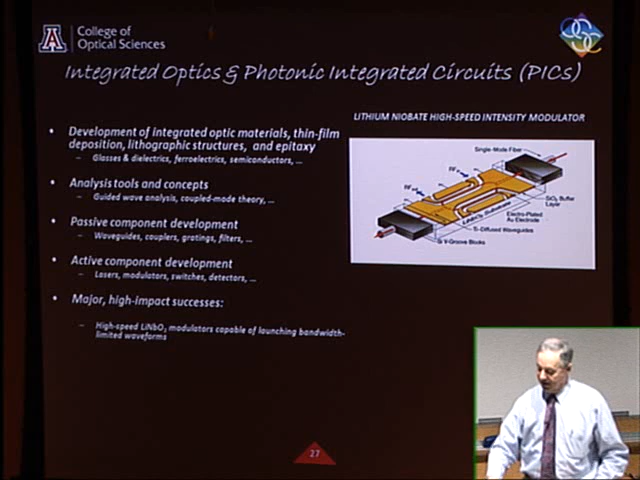 College of
Optical Sciences
Integrated Optics & Photonic Integrated Circuits (PICs)
• Development of integrated optic materials, thin-film
deposition, lithographic structures, and epitaxy
– Glasses & dielectrics, ferroelectrics, semiconductors, ...
• Analysis tools and concepts
– Guided wave analysis, coupled-mode theory, ...
• Passive component development
– Waveguides, couplers, gratings, filters, ...
• Active component development
– Lasers, modulators, switches, detectors, ...
• Major, high-impact successes:
– High-speed LiNbO3 modulators capable of launching bandwidth-
limited waveforms
LITHIUM NIOBATE HIGH-SPEED INTENSITY MODULATOR
Single-Mode Fiber
RF
RF
SiO2 Buffer
Layer
LiNbO3 Substrate
Electro-Plated
Au Electrode
Ti-Diffused Waveguides
Si V-Groove Blocks
27